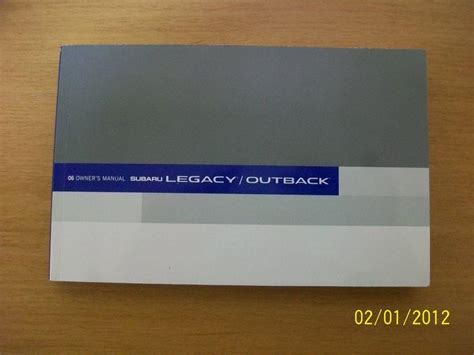 06 OWNER'S MANUAL SUBARU LEGACY / OUTBACK
02/01/2012